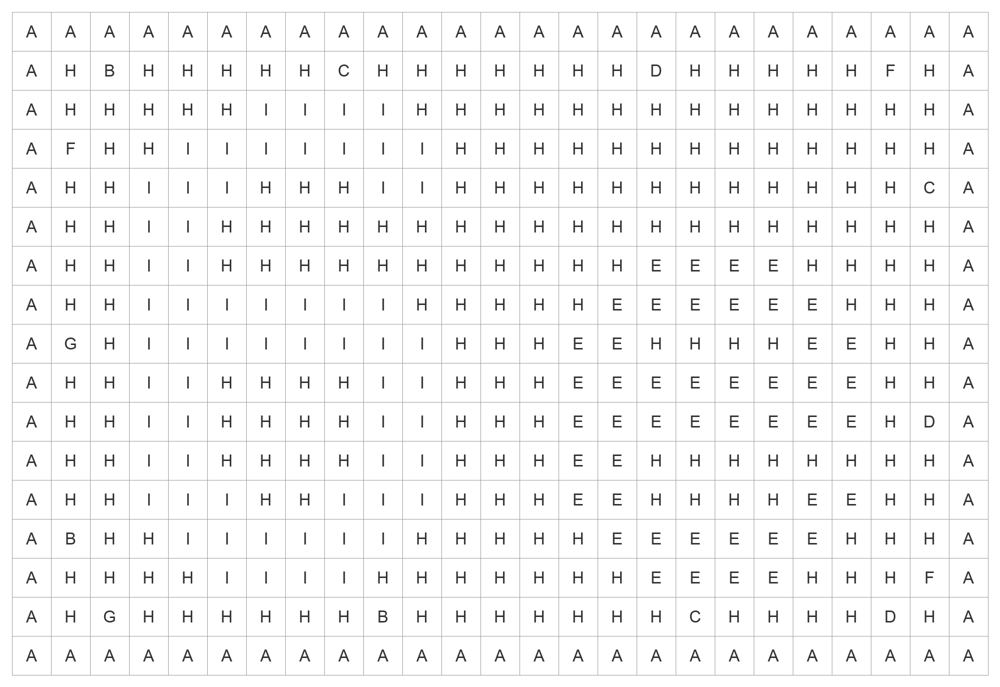 A A A A A A A A A A A A A A A A A A A A A A A A A
A H B H H H H H C H H H H H H H D H H H H H F H A
A H H H H H I I I I H H H H H H H H H H H H H H A
A F H H I I I I I I I H H H H H H H H H H H H H A
A H H I I I H H H I I H H H H H H H H H H H H C A
A H H I I H H H H H H H H H H H H H H H H H H H A
A H H I I H H H H H H H H H H H E E E E H H H H A
A H H I I I I I I I H H H H H E E E E E E H H H A
A G H I I I I I I I I H H H E E H H H H E E H H A
A H H I I H H H H I I H H H E E E E E E E E H H A
A H H I I H H H H I I H H H E E E E E E E E H D A
A H H I I H H H H I I H H H E E H H H H H H H H A
A H H I I I H H I I I H H H E E H H H H E E H H A
A B H H I I I I I I H H H H H E E E E E E H H H A
A H H H H I I I I H H H H H H H E E E E H H H F A
A H G H H H H H H B H H H H H H H C H H H H D H A
A A A A A A A A A A A A A A A A A A A A A A A A A